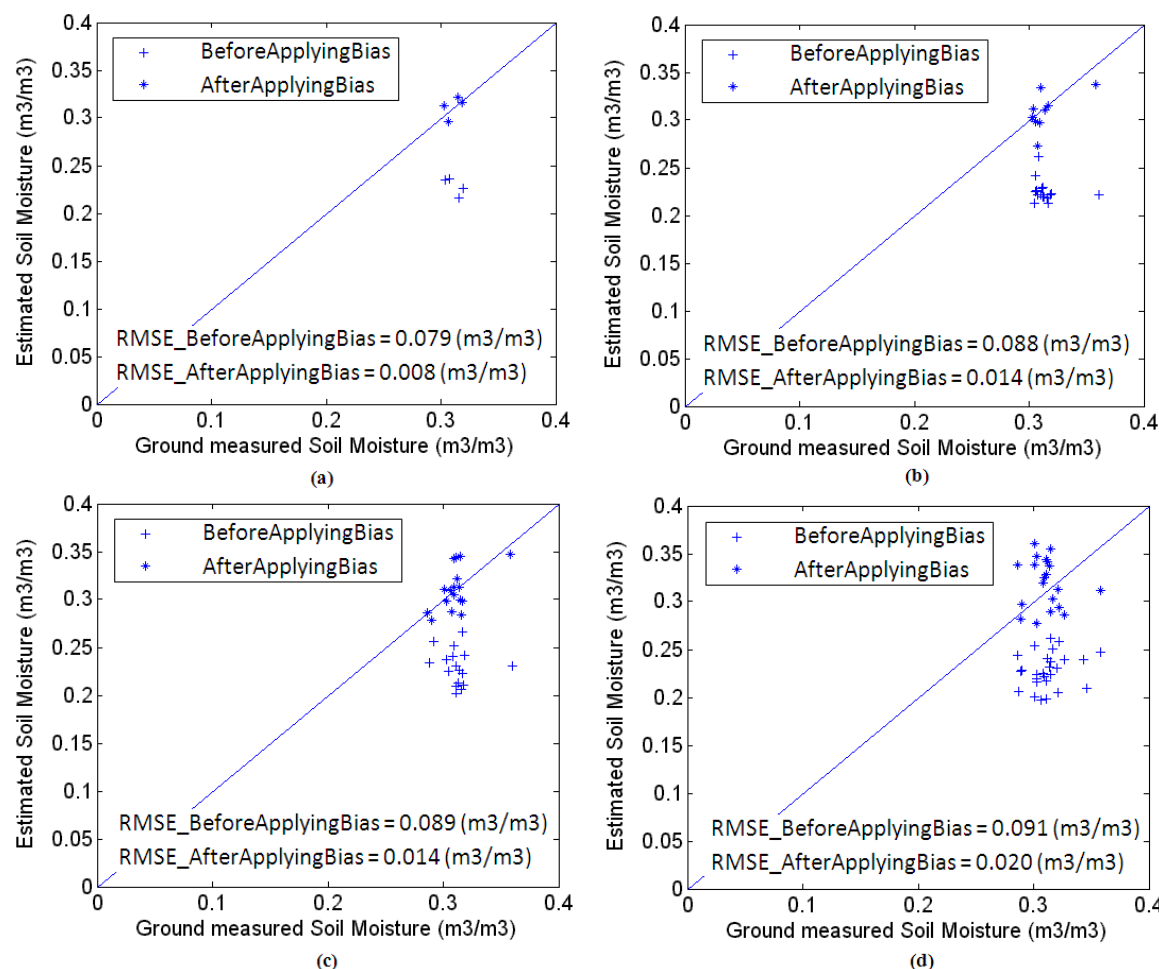 0.4
0.35
0.3
0.25
0.2
0.15
0.1
0.05
0
Estimated Soil Moisture (m3/m3)
BeforeApplyingBias
AfterApplyingBias
RMSE_BeforeApplyingBias = 0.079 (m3/m3)
RMSE_AfterApplyingBias = 0.008 (m3/m3)
0 0.1 0.2 0.3 0.4
Ground measured Soil Moisture (m3/m3)
(a)
0.4
0.35
0.3
0.25
0.2
0.15
0.1
0.05
0
Estimated Soil Moisture (m3/m3)
BeforeApplyingBias
AfterApplyingBias
RMSE_BeforeApplyingBias = 0.088 (m3/m3)
RMSE_AfterApplyingBias = 0.014 (m3/m3)
0 0.1 0.2 0.3 0.4
Ground measured Soil Moisture (m3/m3)
(b)
0.4
0.35
0.3
0.25
0.2
0.15
0.1
0.05
0
Estimated Soil Moisture (m3/m3)
BeforeApplyingBias
AfterApplyingBias
RMSE_BeforeApplyingBias = 0.089 (m3/m3)
RMSE_AfterApplyingBias = 0.014 (m3/m3)
0 0.1 0.2 0.3 0.4
Ground measured Soil Moisture (m3/m3)
(c)
0.4
0.35
0.3
0.25
0.2
0.15
0.1
0.05
0
Estimated Soil Moisture (m3/m3)
BeforeApplyingBias
AfterApplyingBias
RMSE_BeforeApplyingBias = 0.091 (m3/m3)
RMSE_AfterApplyingBias = 0.020 (m3/m3)
0 0.1 0.2 0.3 0.4
Ground measured Soil Moisture (m3/m3)
(d)